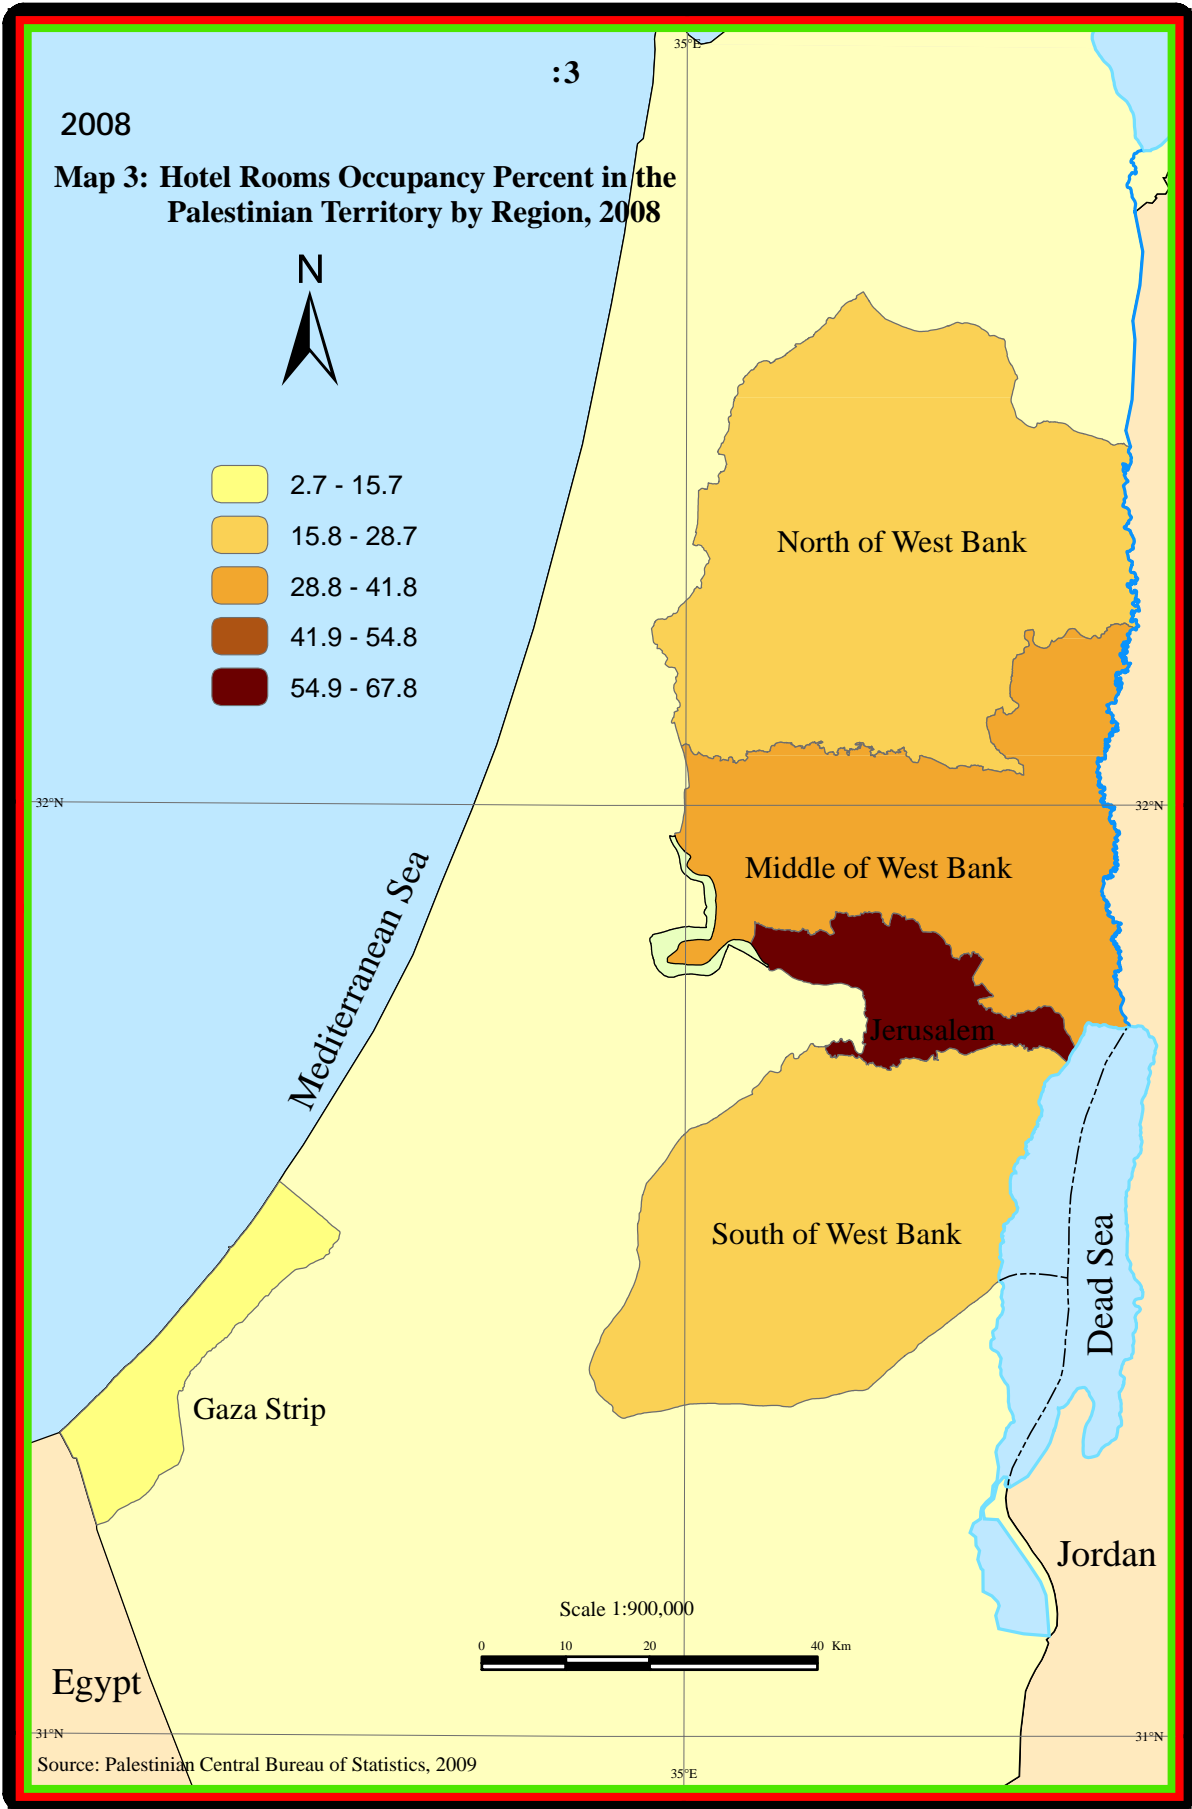 35°E
:3
2008
Map 3: Hotel Rooms Occupancy Percent in the
Palestinian Territory by Region, 2008
N
2.7 - 15.7
15.8 - 28.7
28.8 - 41.8
41.9 - 54.8
54.9 - 67.8
North of West Bank
32°N
32°N
Middle of West Bank
Mediterranean Sea
Jerusalem
South of West Bank
Dead Sea
Gaza Strip
Jordan
Scale 1:900,000
0 10 20 40 Km
Egypt
31°N
31°N
Source: Palestinian Central Bureau of Statistics, 2009
35°E